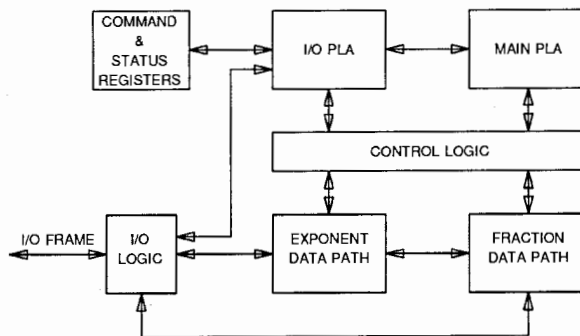 COMMAND
&
STATUS
REGISTERS
I/O PLA
MAIN PLA
CONTROL LOGIC
I/O FRAME
I/O
LOGIC
EXPONENT
DATA PATH
FRACTION
DATA PATH